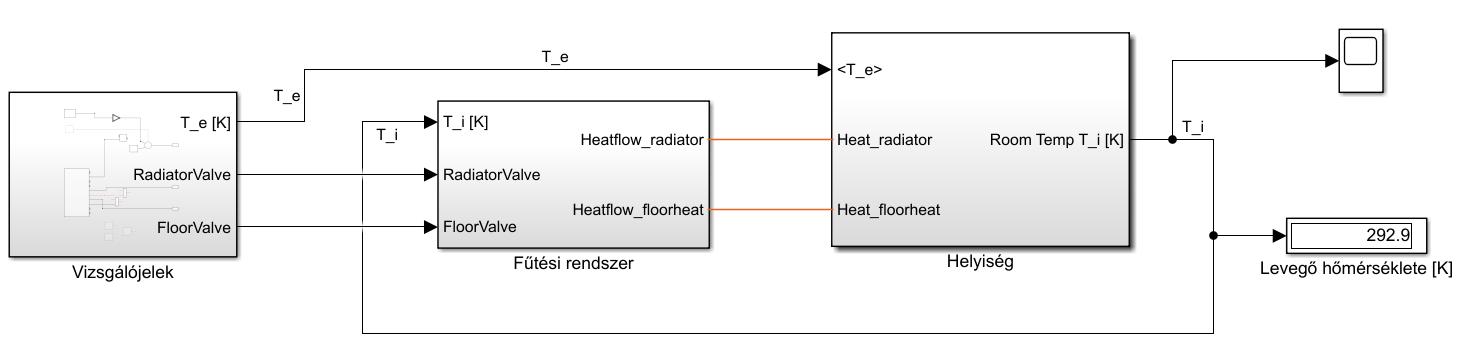 T_e
T_e
T_e [K]
RadiatorValve
FloorValve
Vizsgálójelek
T_i
T_i [K]
RadiatorValve
FloorValve
Heatflow_radiator
Heatflow_floorheat
Fűtési rendszer
<T_e>
Heat_radiator
Heat_floorheat
Room Temp T_i [K]
Helyiség
T_i
292.9
Levegő hőmérséklete [K]